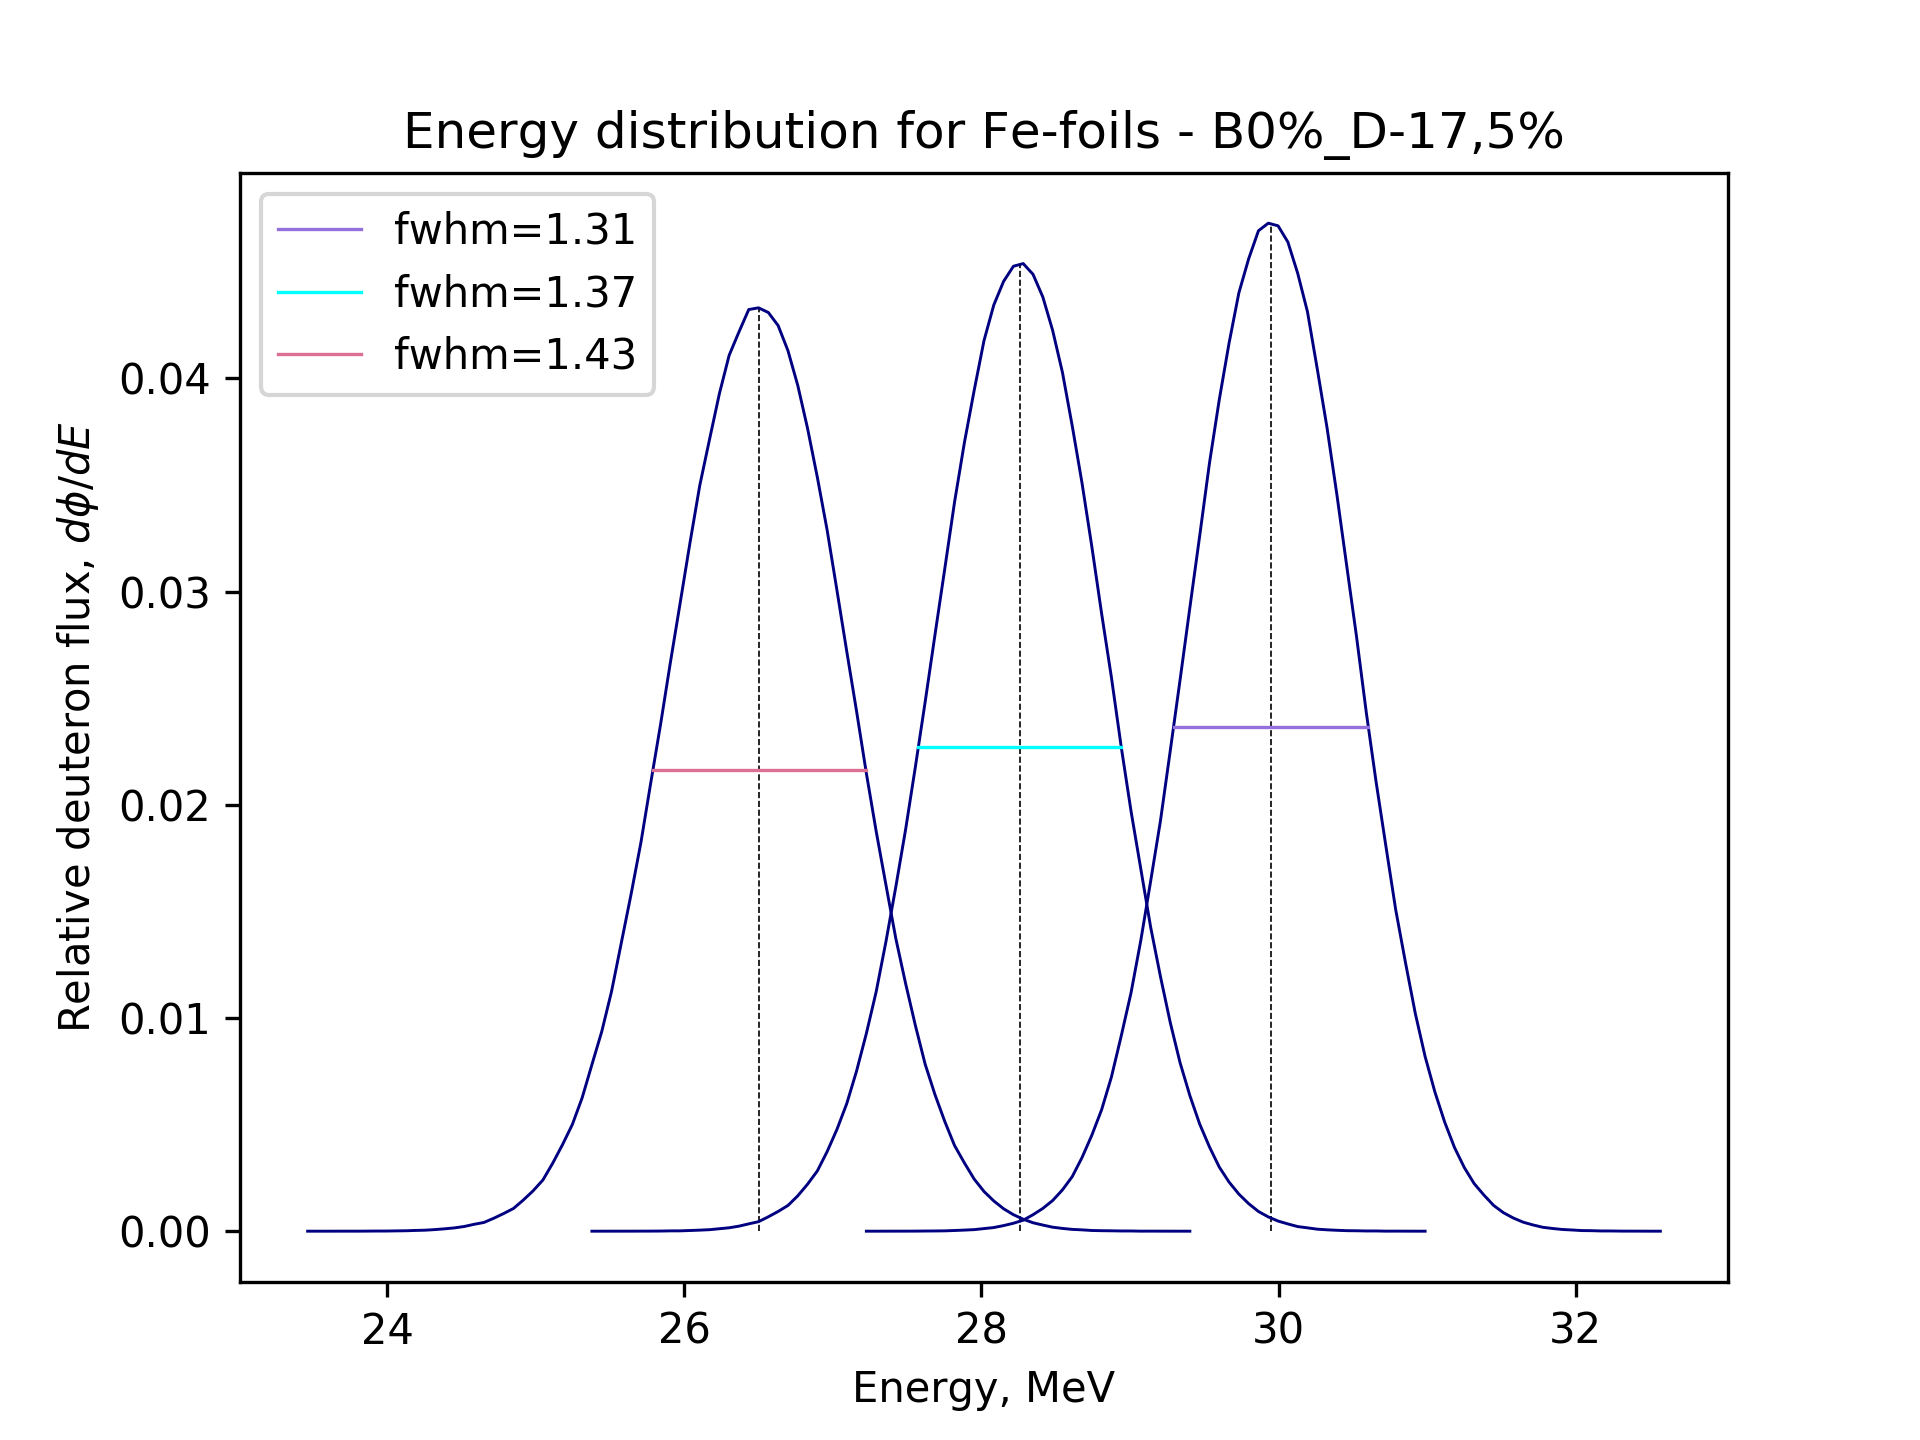 Energy distribution for Fe-foils - B0%_D-17,5%
fwhm=1.31
fwhm=1.37
fwhm=1.43
Relative deuteron flux, dϕ/dE
0.04
0.03
0.02
0.01
0.00
24 26 28 30 32
Energy, MeV